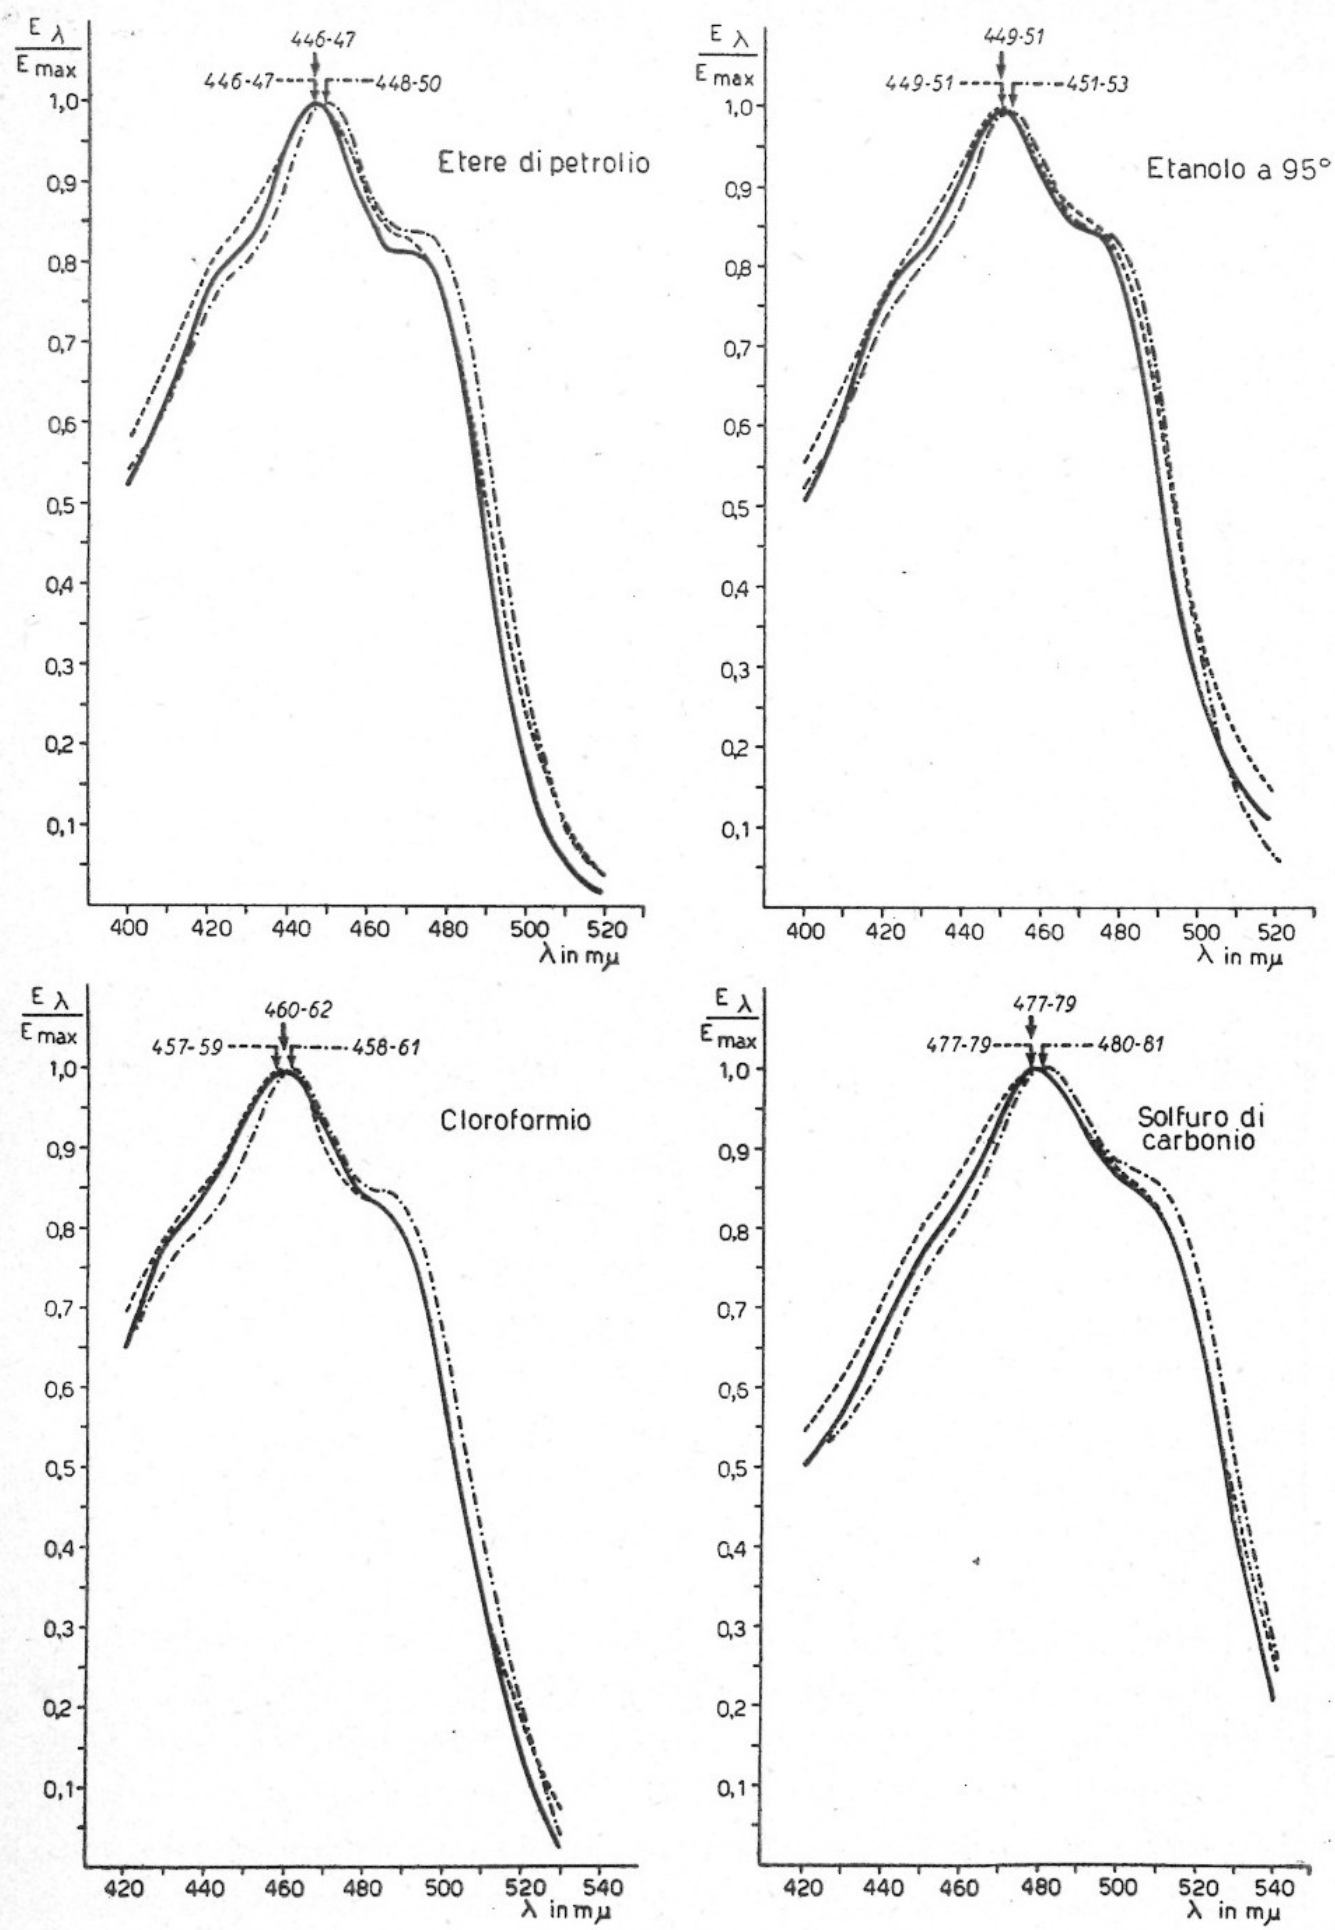 E λ
E max
446-47
446-47 448-50
Etere di petrolio
1,0
0,9
0,8
0,7
0,6
0,5
0,4
0,3
0,2
0,1
400 420 440 460 480 500 520
λ in mμ
E λ
E max
449-51
449-51 451-53
Etanolo a 95°
1,0
0,9
0,8
0,7
0,6
0,5
0,4
0,3
0,2
0,1
400 420 440 460 480 500 520
λ in mμ
E λ
E max
460-62
457-59 458-61
Cloroformio
1,0
0,9
0,8
0,7
0,6
0,5
0,4
0,3
0,2
0,1
420 440 460 480 500 520 540
λ in mμ
E λ
E max
477-79
477-79 480-81
Solfuro di
carbonio
1,0
0,9
0,8
0,7
0,6
0,5
0,4
0,3
0,2
0,1
420 440 460 480 500 520 540
λ in mμ